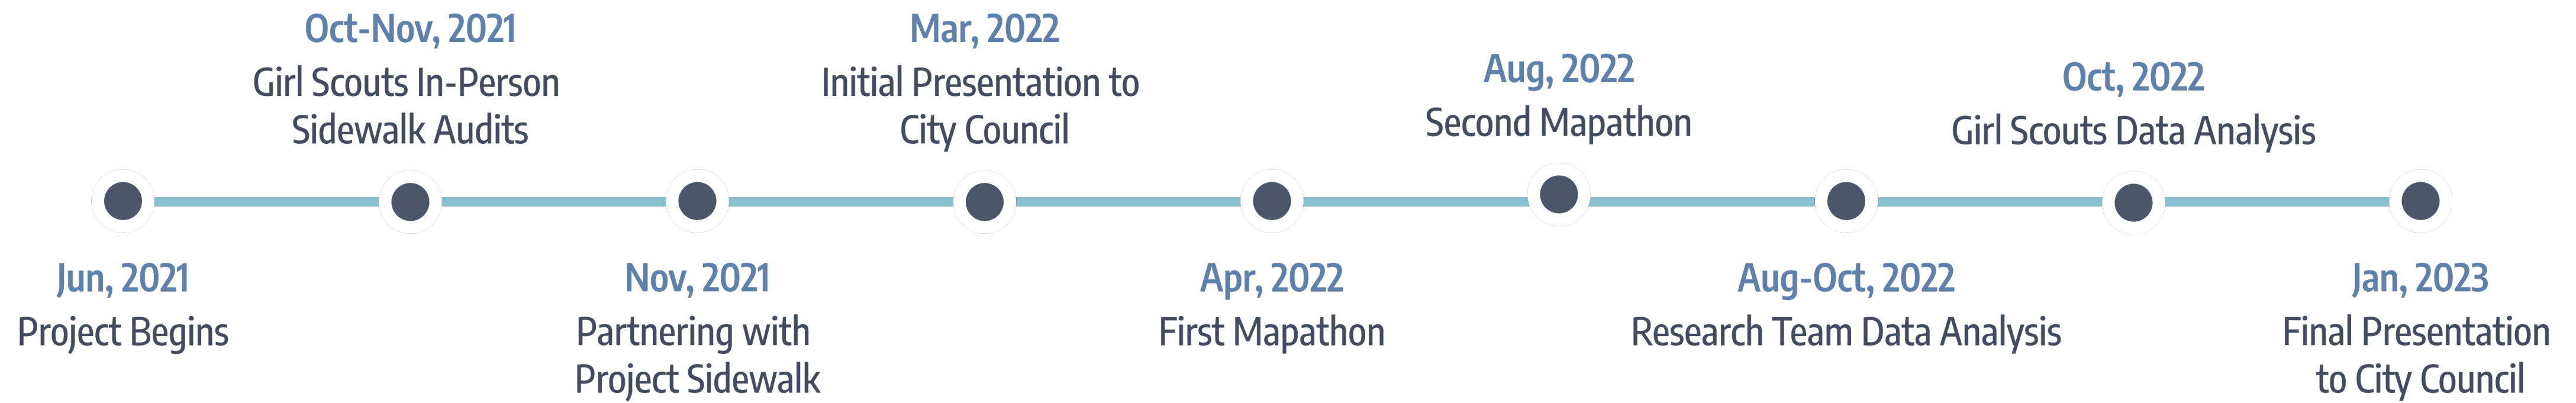 Jun, 2021
Project Begins
Oct-Nov, 2021
Girl Scouts In-Person
Sidewalk Audits
Nov, 2021
Partnering with
Project Sidewalk
Mar, 2022
Initial Presentation to
City Council
Apr, 2022
First Mapathon
Aug, 2022
Second Mapathon
Aug-Oct, 2022
Research Team Data Analysis
Oct, 2022
Girl Scouts Data Analysis
Jan, 2023
Final Presentation
to City Council